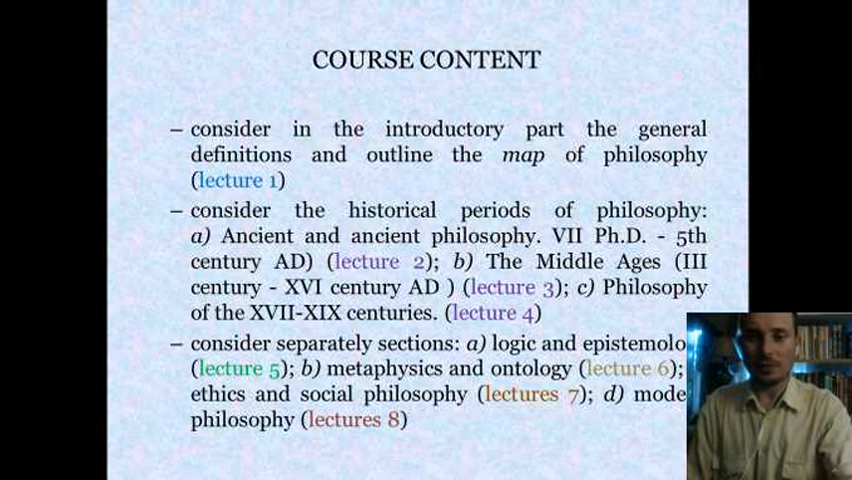 COURSE CONTENT
– consider in the introductory part the general
definitions and outline the map of philosophy
(lecture 1)
– consider the historical periods of philosophy:
a) Ancient and ancient philosophy. VII Ph.D. - 5th
century AD) (lecture 2); b) The Middle Ages (III
century - XVI century AD ) (lecture 3); c) Philosophy
of the XVII-XIX centuries. (lecture 4)
– consider separately sections: a) logic and epistemolo
(lecture 5); b) metaphysics and ontology (lecture 6);
ethics and social philosophy (lectures 7); d) mode
philosophy (lectures 8)